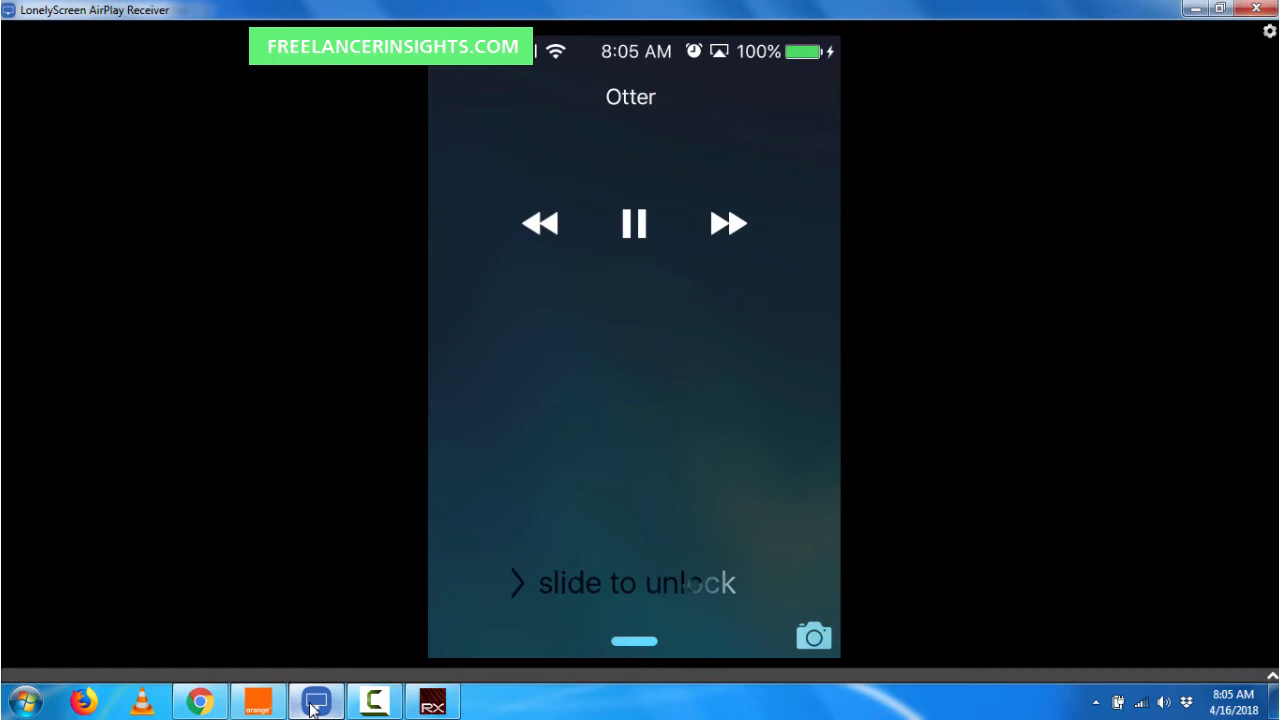 LonelyScreen AirPlay Receiver
FREELANCERINSIGHTS.COM
8:05 AM
100%
Otter
slide to unlock
orange
RX
8:05 AM
4/16/2018